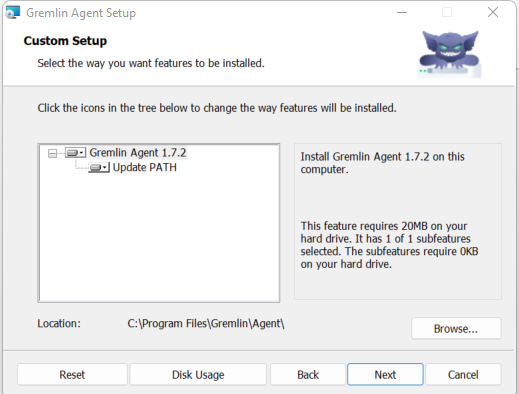 Gremlin Agent Setup
Custom Setup
Select the way you want features to be installed.
Click the icons in the tree below to change the way features will be installed.
Gremlin Agent 1.7.2
Update PATH
Install Gremlin Agent 1.7.2 on this
computer.
This feature requires 20MB on your
hard drive. It has 1 of 1 subfeatures
selected. The subfeatures require 0KB
on your hard drive.
Location: C:\Program Files\Gremlin\Agent\
Browse...
Reset Disk Usage Back Next Cancel